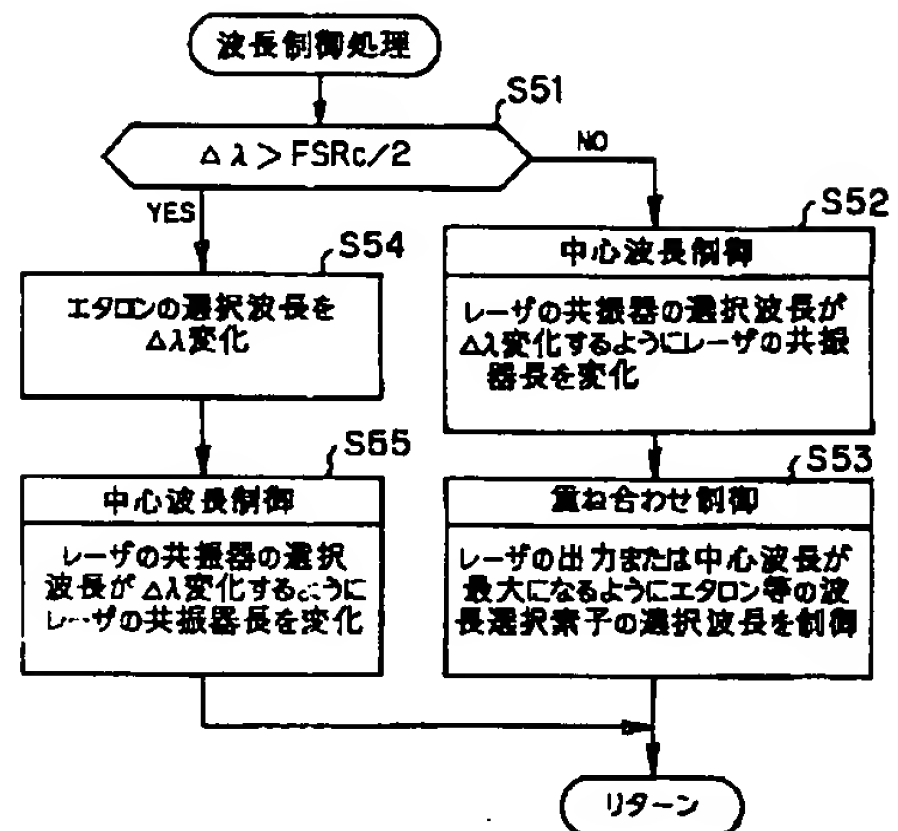 波長制御処理
S51
△λ>FSRc/2
NO
YES
S54
エタロンの選択波長を
△λ変化
S55
中心波長制御
レーザの共振器の選択
波長が△λ変化するように
レーザの共振器長を変化
S52
中心波長制御
レーザの共振器の選択波長が
△λ変化するようにレーザの共振
器長を変化
S53
重ね合わせ制御
レーザの出力または中心波長が
最大になるようにエタロン等の波
長選択素子の選択波長を制御
リターン